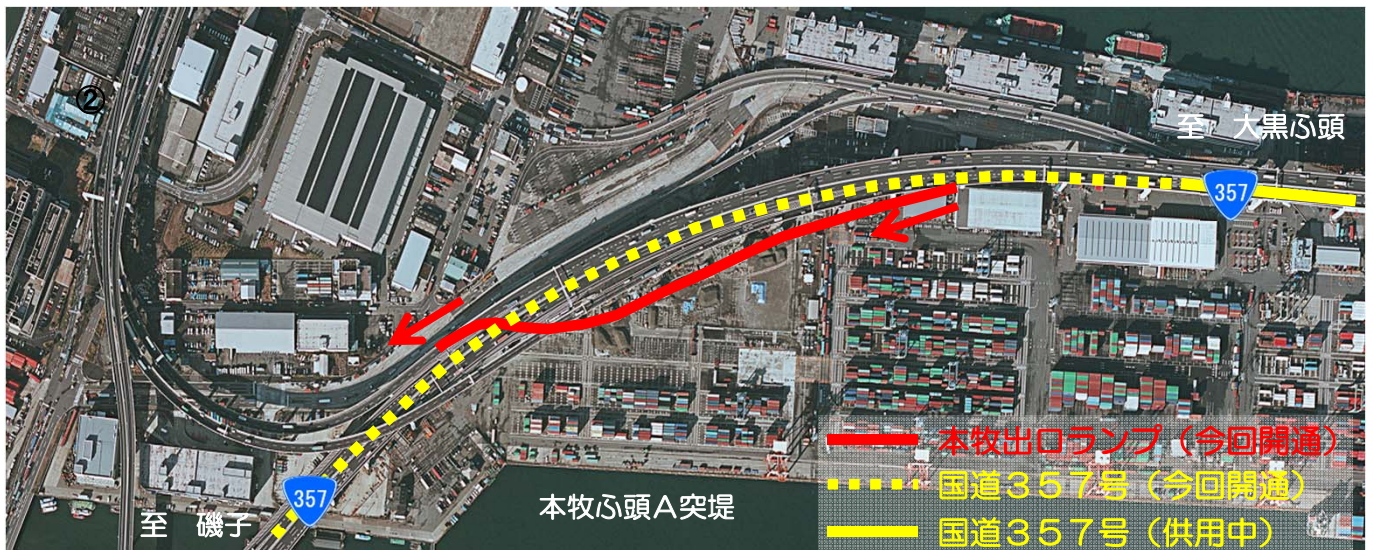 ②
至　大黒ふ頭
357
357
至　磯子
本牧ふ頭A突堤
本牧出口ランプ（今回開通）
国道３５７号（今回開通）
国道３５７号（供用中）